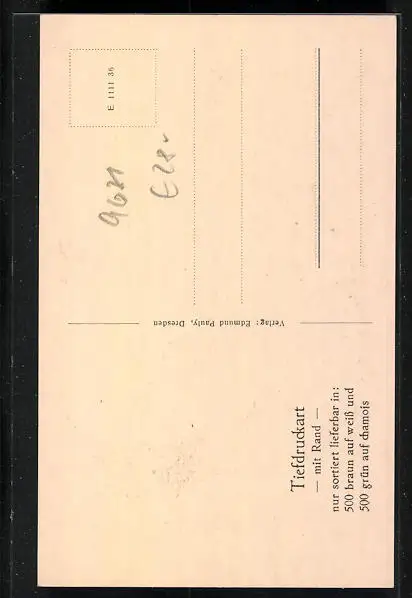 Tiefdruckart
— mit Rand —
nur sortiert lieferbar in:
500 braun auf weiß und
500 grün auf chamois
Verlag: Edmund Pauly, Dresden
E 1111 36